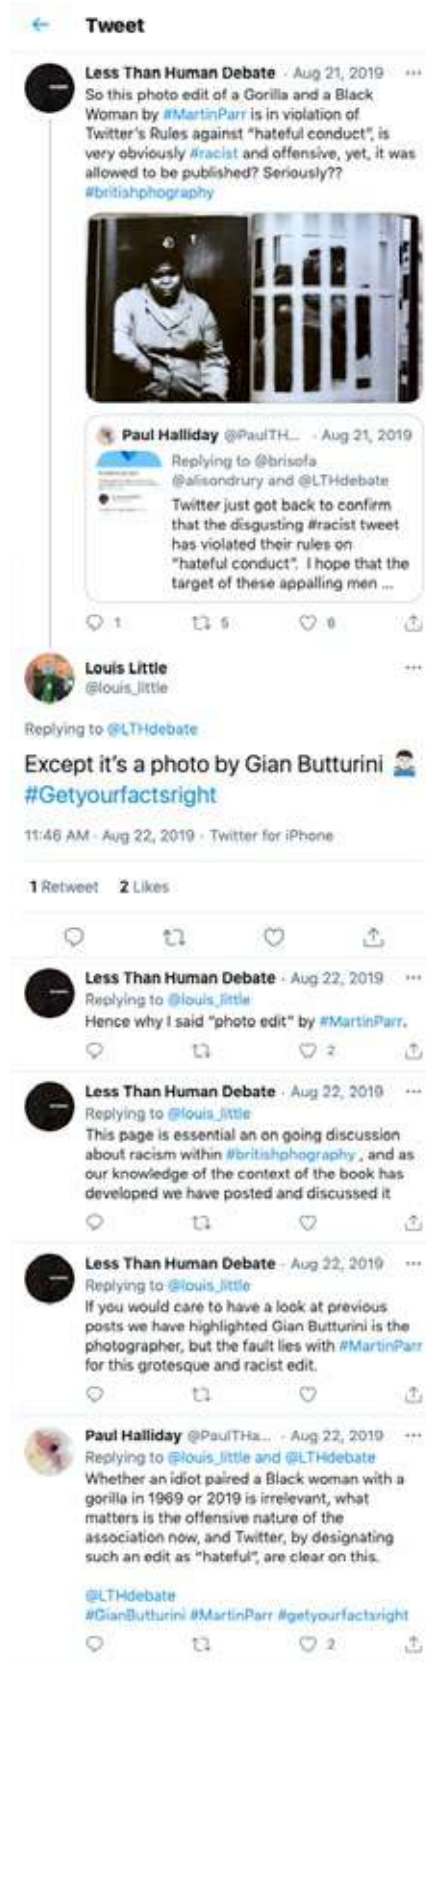 Tweet
Less Than Human Debate · Aug 21, 2019
So this photo edit of a Gorilla and a Black
Woman by #MartinParr is in violation of
Twitter's Rules against "hateful conduct", is
very obviously #racist and offensive, yet, it was
allowed to be published? Seriously??
#britishphography
Paul Halliday @PaulTH... · Aug 21, 2019
Replying to @brisofa
@alisondrury and @LTHdebate
Twitter just got back to confirm
that the disgusting #racist tweet
has violated their rules on
"hateful conduct". I hope that the
target of these appalling men ...
1 5 6
Louis Little
@louis_little
Replying to @LTHdebate
Except it's a photo by Gian Butturini
#Getyourfactsright
11:46 AM · Aug 22, 2019 · Twitter for iPhone
1 Retweet 2 Likes
Less Than Human Debate · Aug 22, 2019
Replying to @louis_little
Hence why I said "photo edit" by #MartinParr.
2
Less Than Human Debate · Aug 22, 2019
Replying to @louis_little
This page is essential an on going discussion
about racism within #britishphography , and as
our knowledge of the context of the book has
developed we have posted and discussed it
Less Than Human Debate · Aug 22, 2019
Replying to @louis_little
If you would care to have a look at previous
posts we have highlighted Gian Butturini is the
photographer, but the fault lies with #MartinParr
for this grotesque and racist edit.
Paul Halliday @PaulTHa... · Aug 22, 2019
Replying to @louis_little and @LTHdebate
Whether an idiot paired a Black woman with a
gorilla in 1969 or 2019 is irrelevant, what
matters is the offensive nature of the
association now, and Twitter, by designating
such an edit as "hateful", are clear on this.
@LTHdebate
#GianButturini #MartinParr #getyourfactsright
2